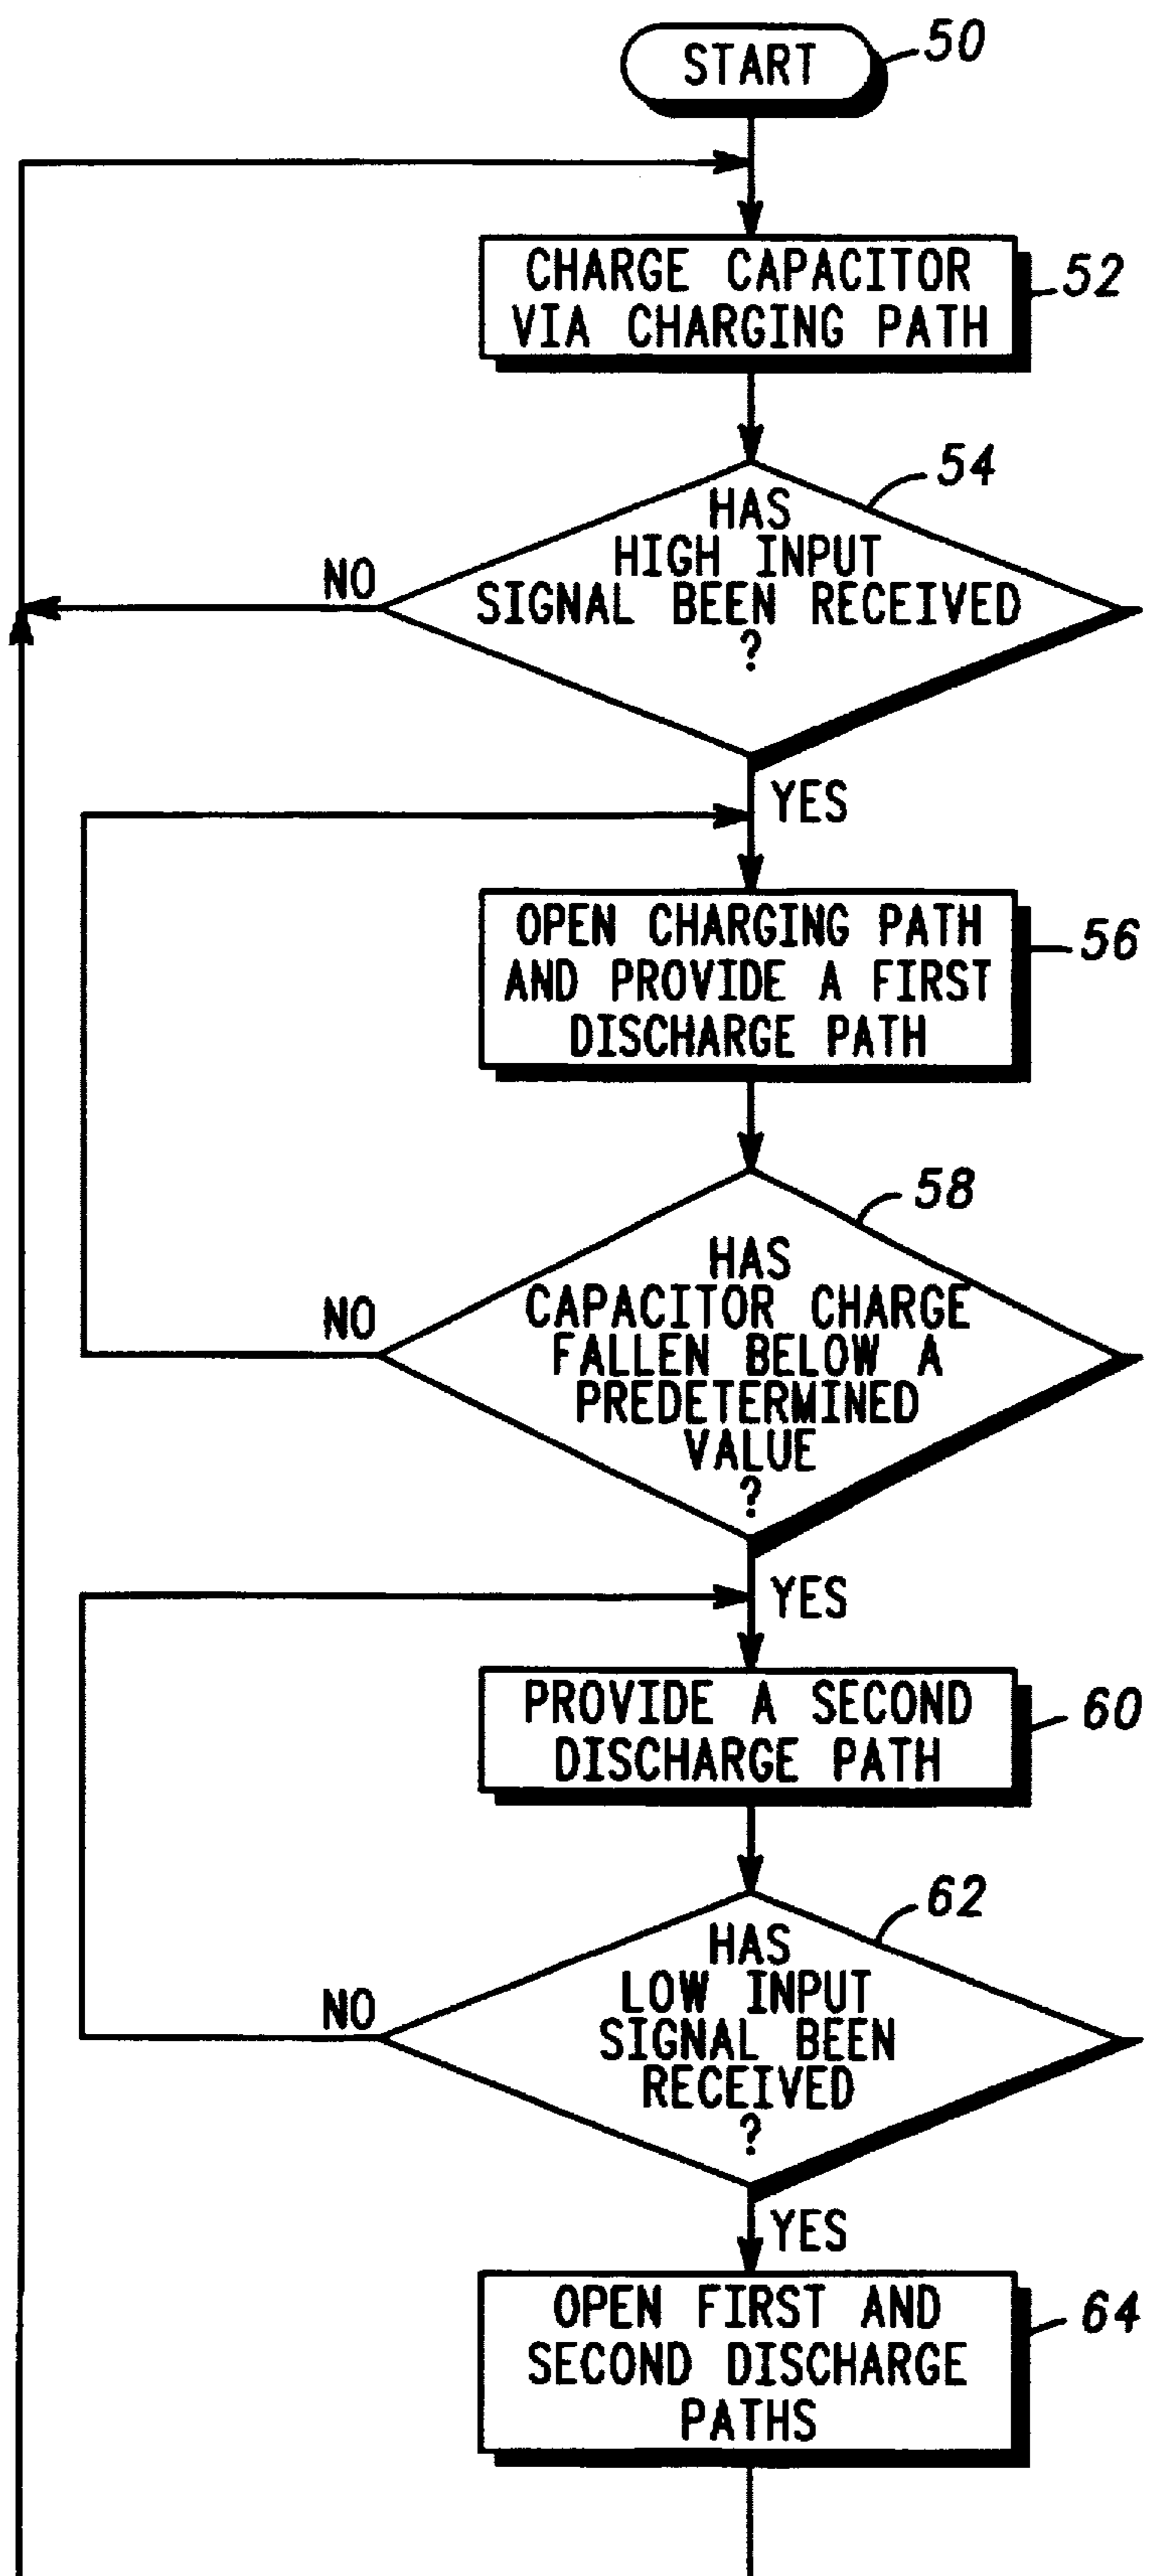 START
50
CHARGE CAPACITOR
VIA CHARGING PATH
52
54
HAS
HIGH INPUT
SIGNAL BEEN RECEIVED
?
NO
YES
OPEN CHARGING PATH
AND PROVIDE A FIRST
DISCHARGE PATH
56
58
HAS
CAPACITOR CHARGE
FALLEN BELOW A
PREDETERMINED
VALUE
?
NO
YES
PROVIDE A SECOND
DISCHARGE PATH
60
62
HAS
LOW INPUT
SIGNAL BEEN
RECEIVED
?
NO
YES
OPEN FIRST AND
SECOND DISCHARGE
PATHS
64